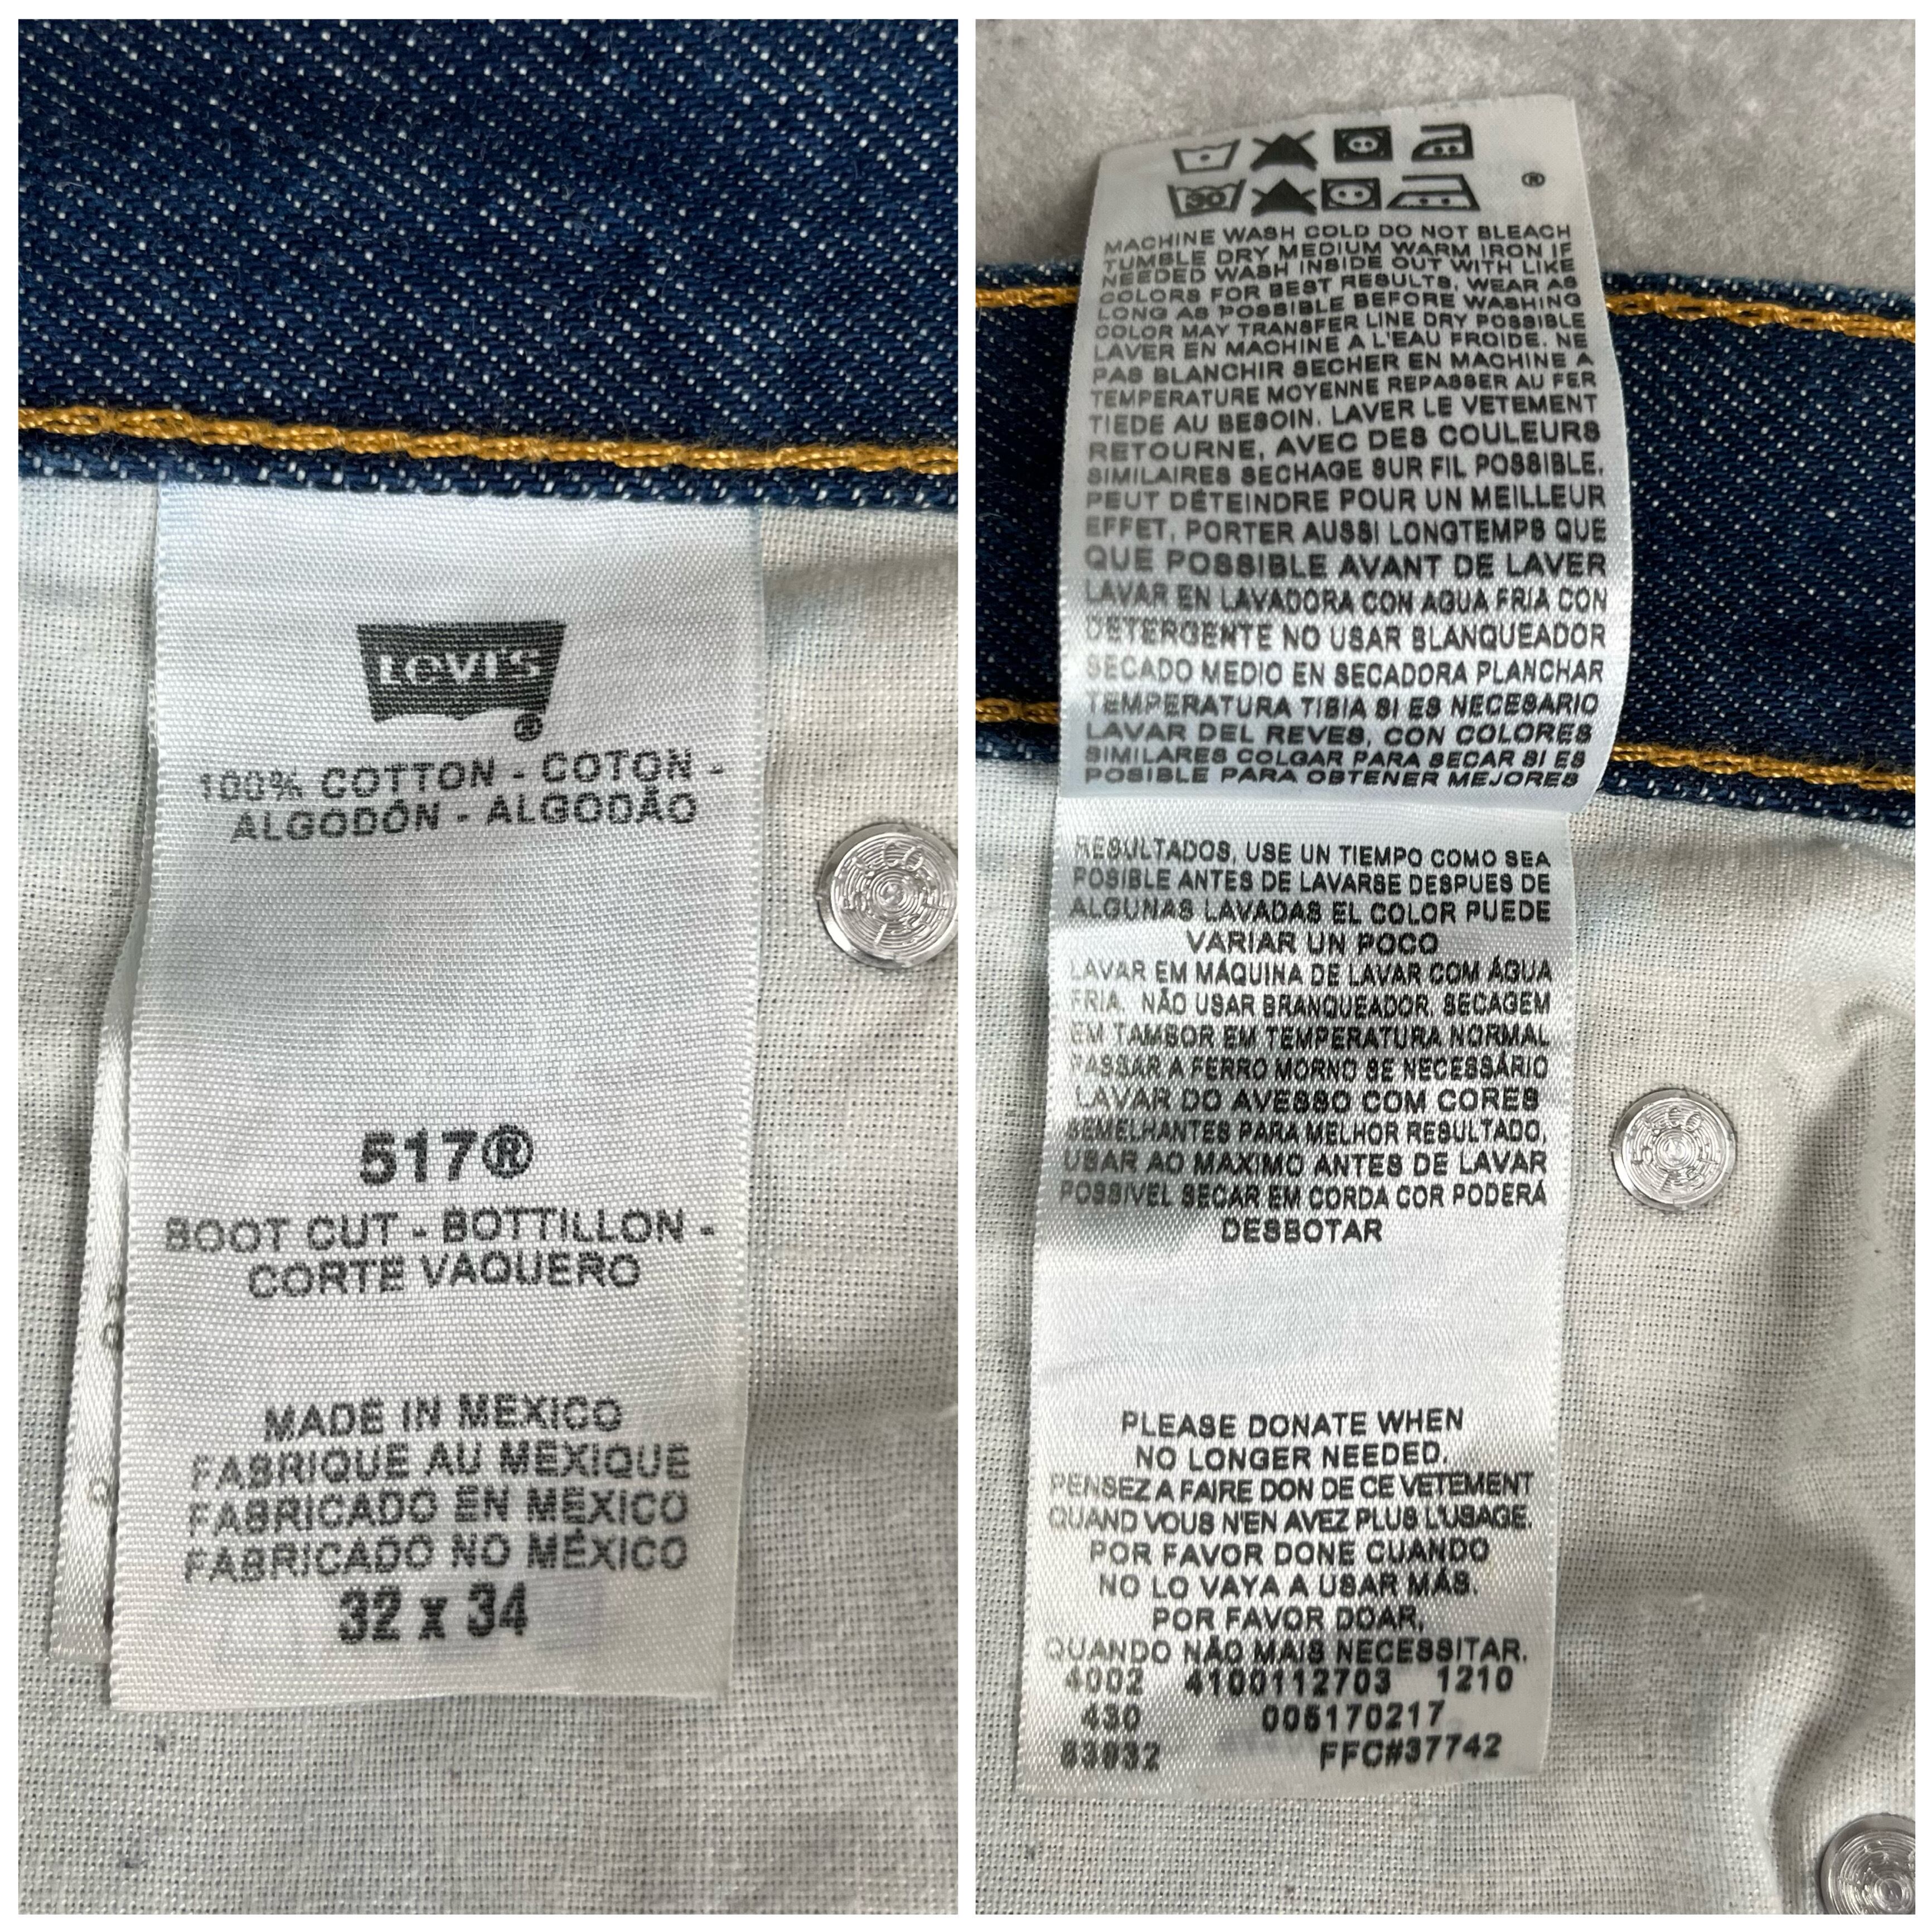 LEVI'S
®
100% COTTON - COTON -
ALGODÓN - ALGODÃO
517®
BOOT CUT - BOTTILLON -
CORTE VAQUERO
MADE IN MEXICO
FABRIQUE AU MEXIQUE
FABRICADO EN MÉXICO
FABRICADO NO MÉXICO
32 x 34
30
®
MACHINE WASH COLD DO NOT BLEACH
TUMBLE DRY MEDIUM WARM IRON IF
NEEDED WASH INSIDE OUT WITH LIKE
COLORS FOR BEST RESULTS, WEAR AS
LONG AS POSSIBLE BEFORE WASHING
COLOR MAY TRANSFER LINE DRY POSSIBLE
LAVER EN MACHINE A L'EAU FROIDE. NE
PAS BLANCHIR SECHER EN MACHINE A
TEMPERATURE MOYENNE REPASSER AU FER
TIEDE AU BESOIN. LAVER LE VETEMENT
RETOURNE, AVEC DES COULEURS
SIMILAIRES SECHAGE SUR FIL POSSIBLE.
PEUT DÉTEINDRE POUR UN MEILLEUR
EFFET, PORTER AUSSI LONGTEMPS QUE
QUE POSSIBLE AVANT DE LAVER
LAVAR EN LAVADORA CON AGUA FRIA CON
DETERGENTE NO USAR BLANQUEADOR
SECADO MEDIO EN SECADORA PLANCHAR
TEMPERATURA TIBIA SI ES NECESARIO
LAVAR DEL REVES, CON COLORES
SIMILARES COLGAR PARA SECAR SI ES
POSIBLE PARA OBTENER MEJORES
RESULTADOS, USE UN TIEMPO COMO SEA
POSIBLE ANTES DE LAVARSE DESPUES DE
ALGUNAS LAVADAS EL COLOR PUEDE
VARIAR UN POCO
LAVAR EM MÁQUINA DE LAVAR COM ÁGUA
FRIA. NÃO USAR BRANQUEADOR, SECAGEM
EM TAMBOR EM TEMPERATURA NORMAL
PASSAR A FERRO MORNO SE NECESSÁRIO
LAVAR DO AVESSO COM CORES
SEMELHANTES PARA MELHOR RESULTADO,
USAR AO MAXIMO ANTES DE LAVAR
POSSIVEL SECAR EM CORDA COR PODERÁ
DESBOTAR
PLEASE DONATE WHEN
NO LONGER NEEDED.
PENSEZ A FAIRE DON DE CE VETEMENT
QUAND VOUS N'EN AVEZ PLUS L'USAGE.
POR FAVOR DONE CUANDO
NO LO VAYA A USAR MÁS.
POR FAVOR DOAR,
QUANDO NÃO MAIS NECESSITAR.
4002 4100112703 1210
430 005170217
FFC#37742